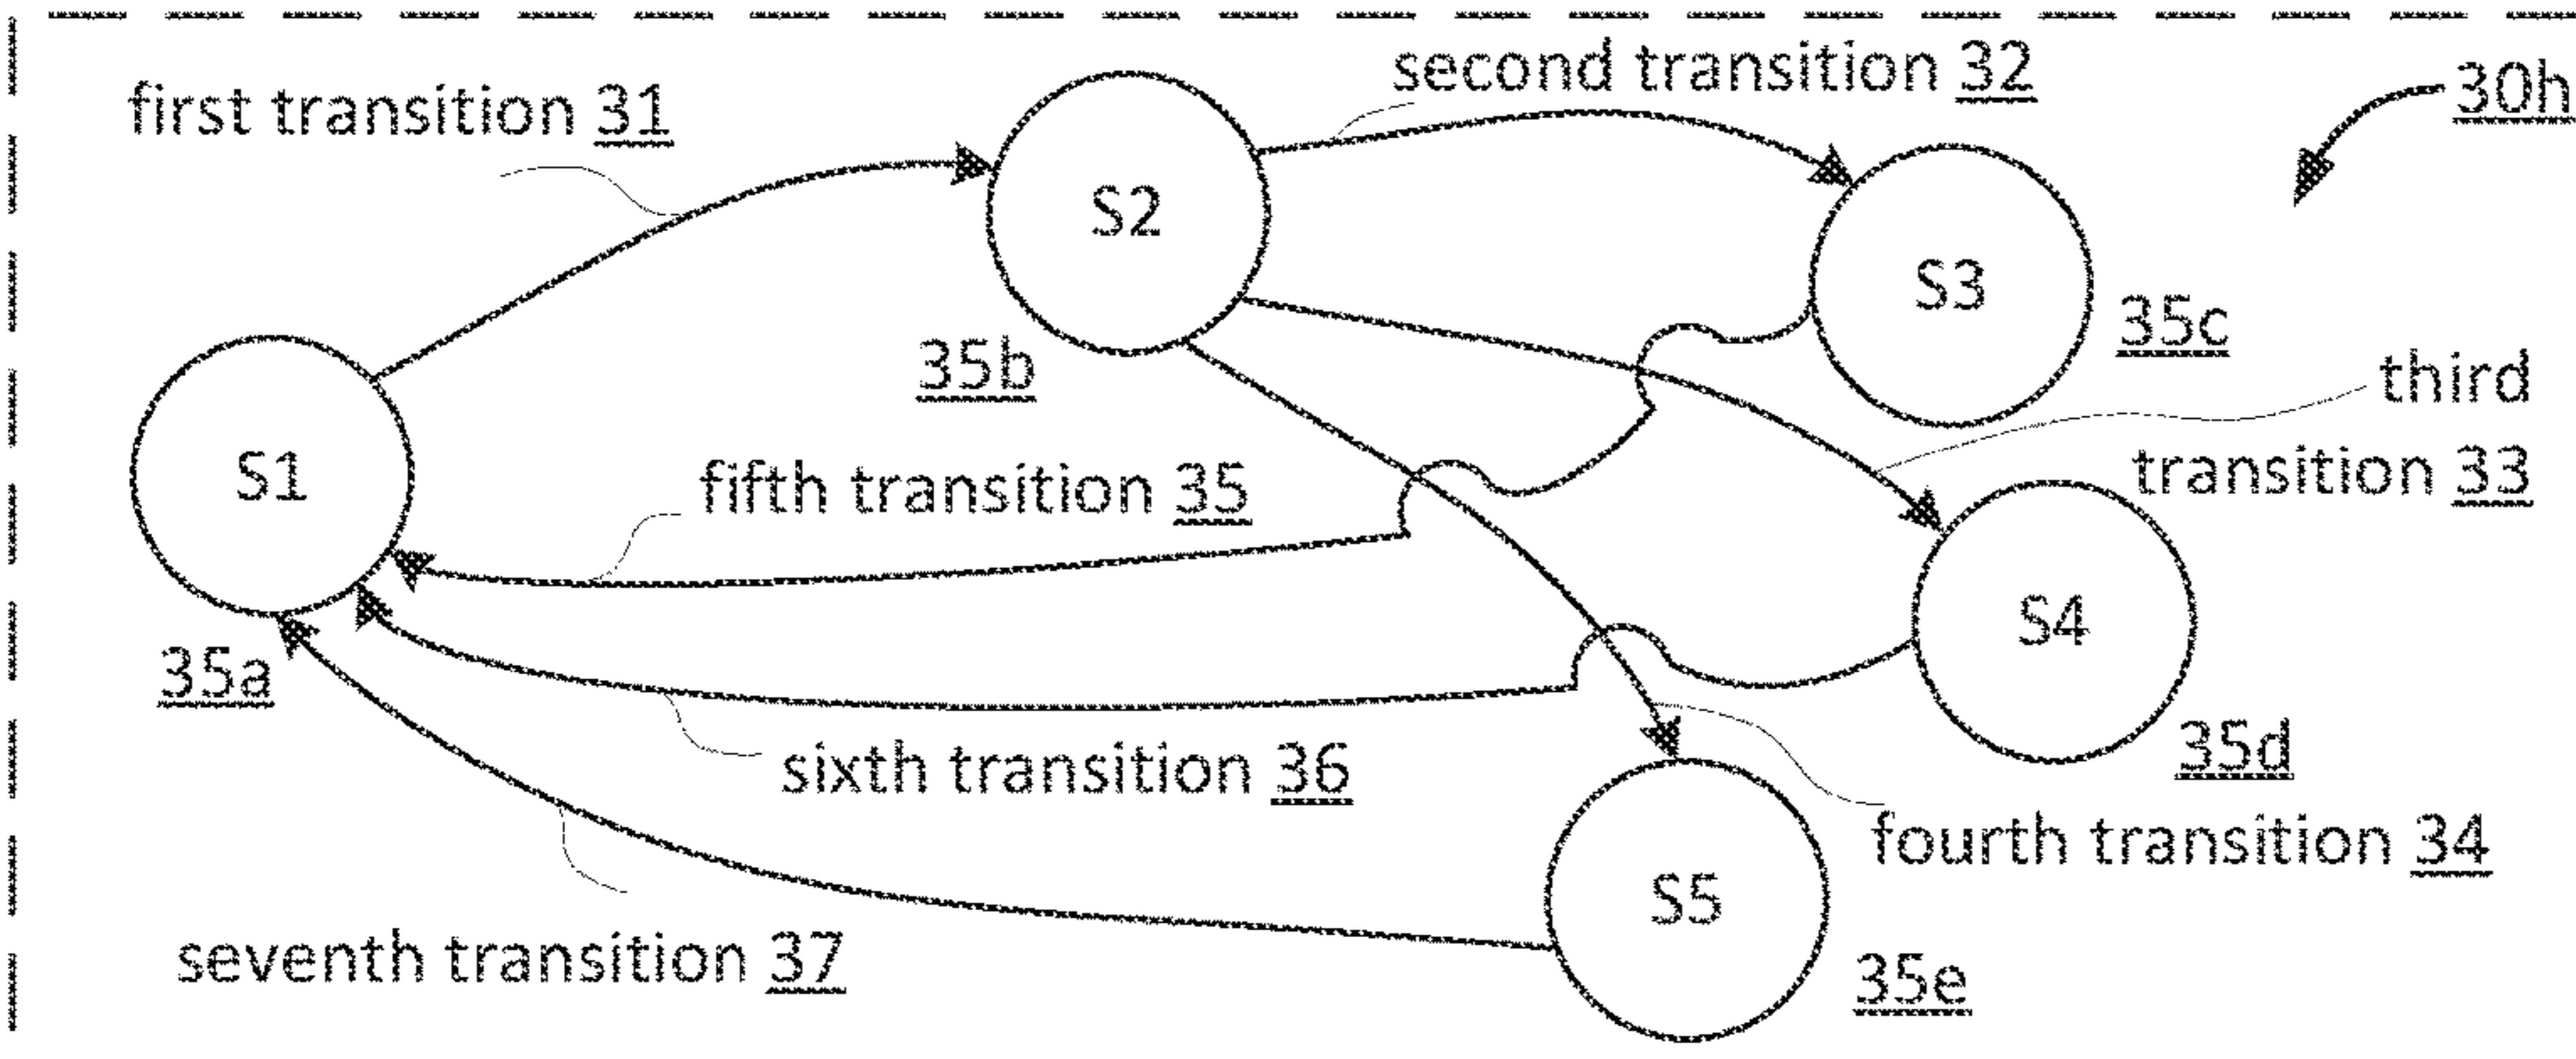 second transition 32
first transition 31
30h
S2
S3
35c
35b
third
transition 33
S1
fifth transition 35
S4
35a
35d
sixth transition 36
fourth transition 34
S5
seventh transition 37
35e